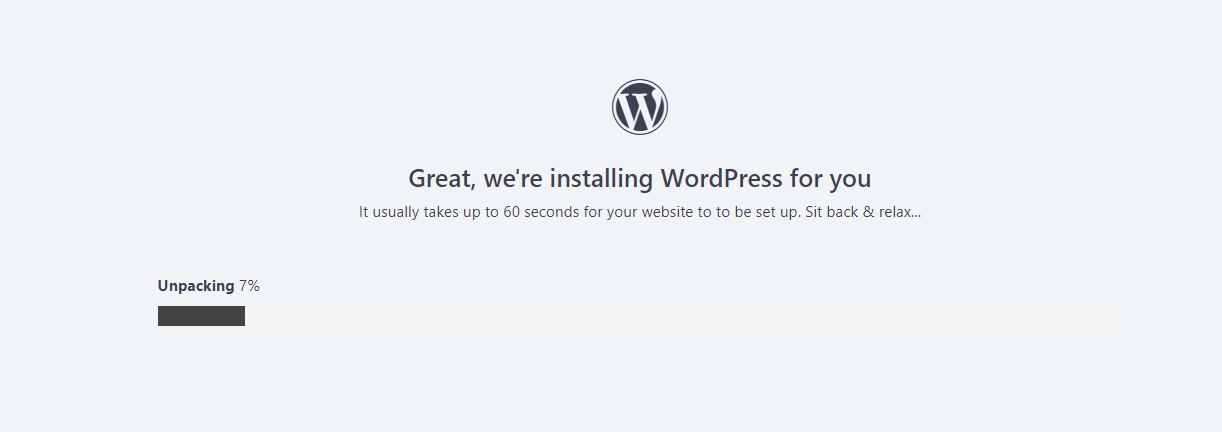 Great, we're installing WordPress for you
It usually takes up to 60 seconds for your website to to be set up. Sit back & relax...
Unpacking 7%